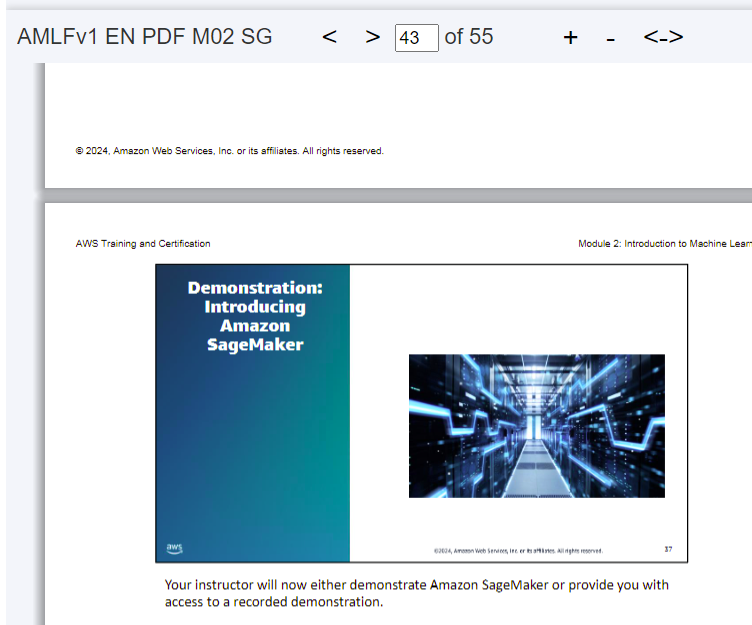 AMLFv1 EN PDF M02 SG < > 43 of 55 + - <->
© 2024, Amazon Web Services, Inc. or its affiliates. All rights reserved.
AWS Training and Certification Module 2: Introduction to Machine Lear
Demonstration:
Introducing
Amazon
SageMaker
aws
©2024, Amazon Web Services, Inc. or its affiliates. All rights reserved. 37
Your instructor will now either demonstrate Amazon SageMaker or provide you with
access to a recorded demonstration.